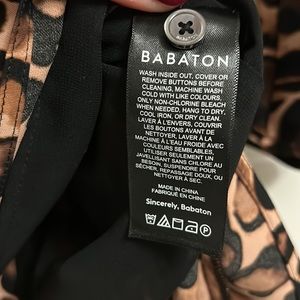 BABATON
WASH INSIDE OUT, COVER OR
REMOVE BUTTONS BEFORE
CLEANING, MACHINE WASH
COLD WITH LIKE COLOURS,
ONLY NON-CHLORINE BLEACH
WHEN NEEDED, HANG TO DRY,
COOL IRON, OR DRY CLEAN.
LAVER À L'ENVERS, COUVRIR
LES BOUTONS AVANT DE
NETTOYER, LAVER À LA
MACHINE À L'EAU FROIDE AVEC
COULEURS SEMBLABLES,
JAVELLISANT SANS CHLORE AU
BESOIN, SUSPENDRE POUR
SÉCHER, REPASSAGE DOUX, OU
NETTOYER À SEC.
MADE IN CHINA
FABRIQUÉ EN CHINE
Sincerely, Babaton
P